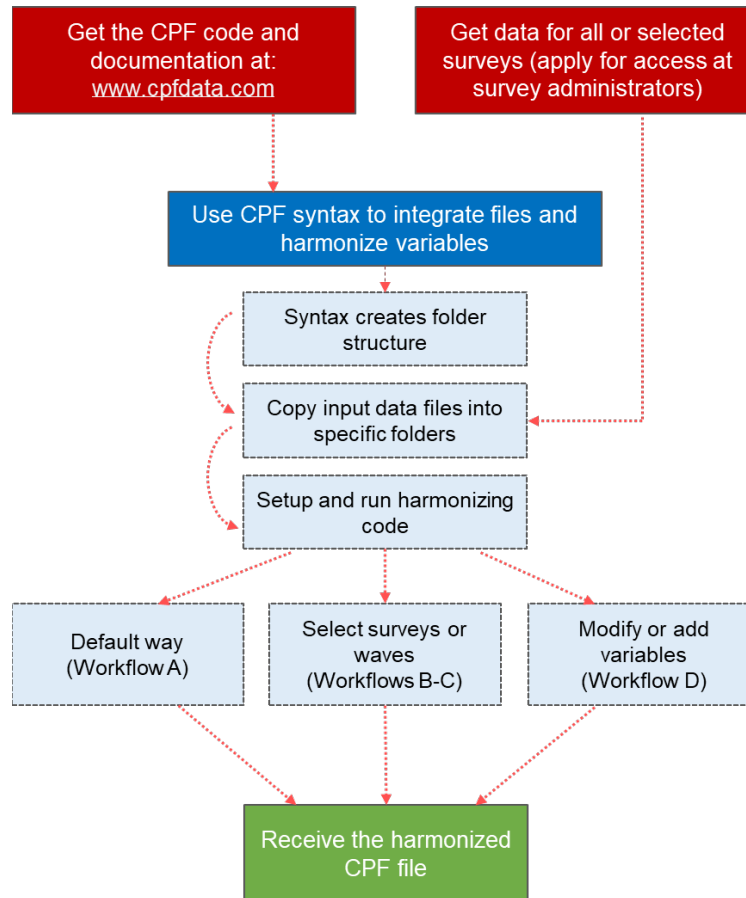 Get the CPF code and
documentation at:
www.cpfdata.com
Get data for all or selected
surveys (apply for access at
survey administrators)
Use CPF syntax to integrate files and
harmonize variables
Syntax creates folder
structure
Copy input data files into
specific folders
Setup and run harmonizing
code
Default way
(Workflow A)
Select surveys or
waves
(Workflows B-C)
Modify or add
variables
(Workflow D)
Receive the harmonized
CPF file